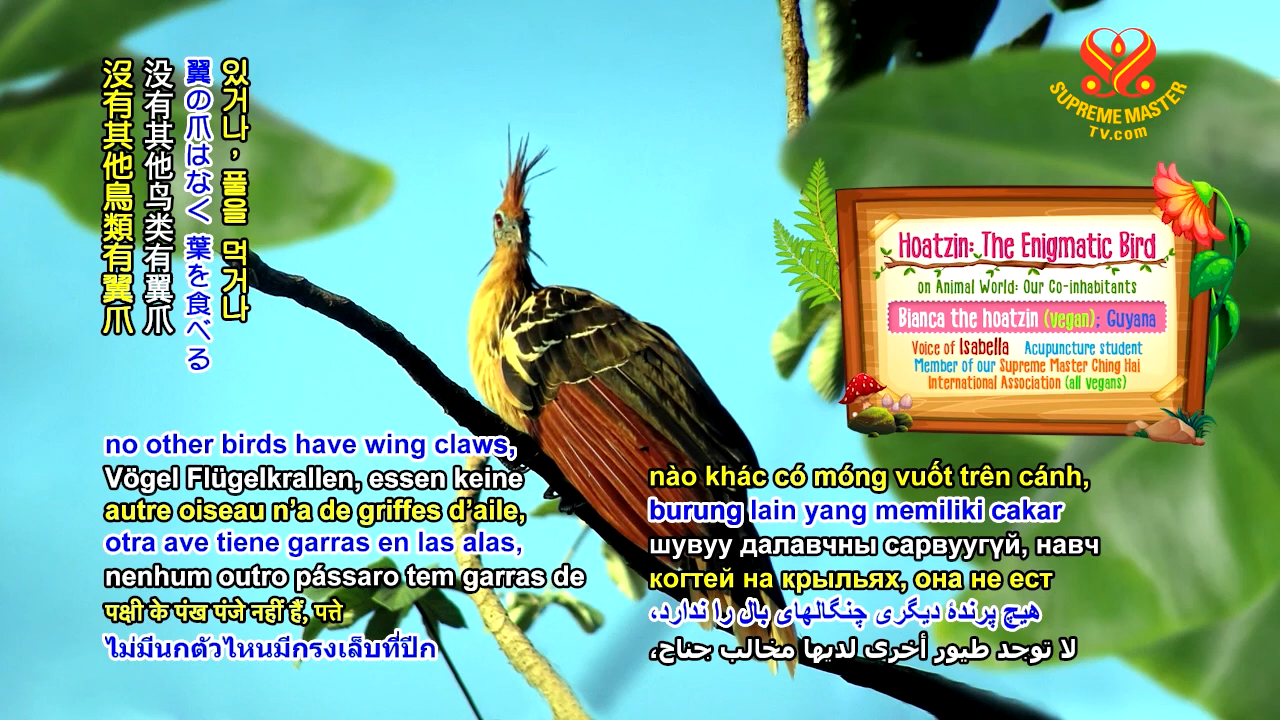 있거나, 풀을 먹거나
翼の爪はなく 葉を食べる
没有其他鸟类有翼爪
沒有其他鳥類有翼爪
SUPREME MASTER
TV.com
Hoatzin: The Enigmatic Bird
on Animal World: Our Co-inhabitants
Bianca the hoatzin (vegan); Guyana
Voice of Isabella Acupuncture student
Member of our Supreme Master Ching Hai
International Association (all vegans)
no other birds have wing claws,
Vögel Flügelkrallen, essen keine
autre oiseau n’a de griffes d’aile,
otra ave tiene garras en las alas,
nenhum outro pássaro tem garras de
पक्षी के पंख पंजे नहीं हैं, पत्ते
ไม่มีนกตัวไหนมีกรงเล็บที่ปีก
nào khác có móng vuốt trên cánh,
burung lain yang memiliki cakar
шувуу далавчны сарвуугүй, навч
когтей на крыльях, она не ест
هیچ پرندهٔ دیگری چنگالهای بال را ندارد،
لا توجد طيور أخرى لديها مخالب جناح،